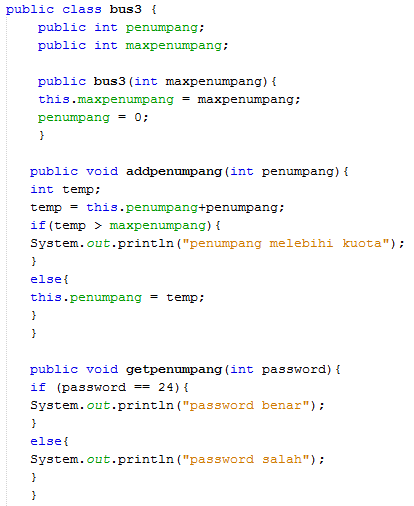 public class bus3 {
public int penumpang;
public int maxpenumpang;
public bus3(int maxpenumpang){
this.maxpenumpang = maxpenumpang;
penumpang = 0;
}
public void addpenumpang(int penumpang){
int temp;
temp = this.penumpang+penumpang;
if(temp > maxpenumpang){
System.out.println("penumpang melebihi kuota");
}
else{
this.penumpang = temp;
}
}
public void getpenumpang(int password){
if (password == 24){
System.out.println("password benar");
}
else{
System.out.println("password salah");
}
}